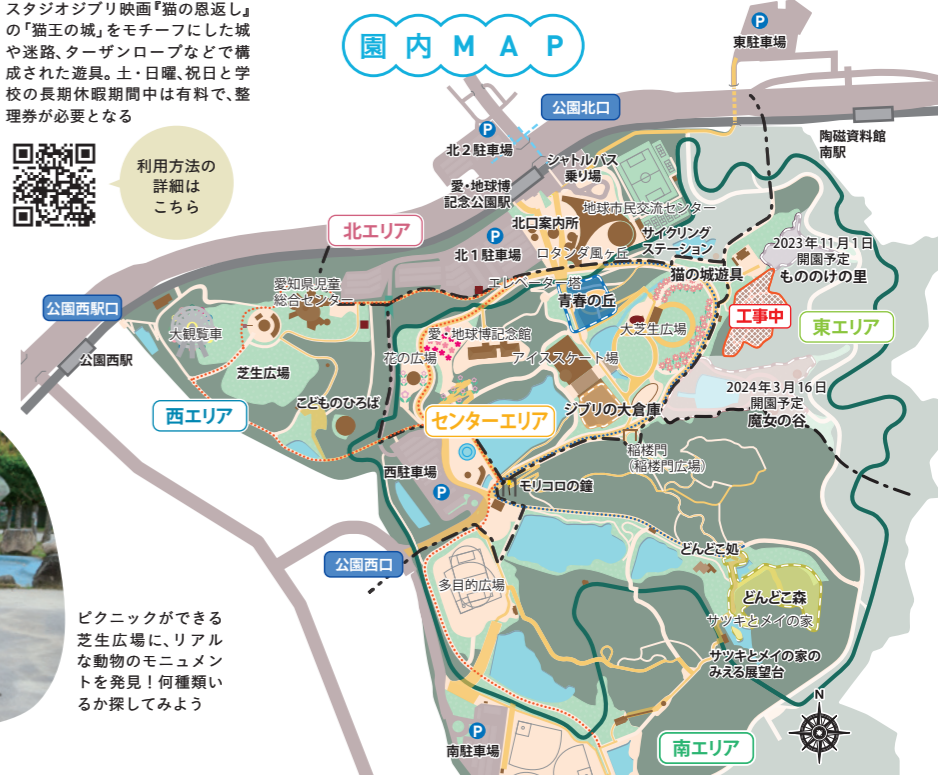 スタジオジブリ映画『猫の恩返し』
の「猫王の城」をモチーフにした城
や迷路、ターザンロープなどで構
成された遊具。土・日曜、祝日と学
校の長期休暇期間中は有料で、整
理券が必要となる
利用方法の
詳細は
こちら
園内MAP
P
東駐車場
公園北口
陶磁資料館
南駅
P
北2駐車場
シャトルバス
乗り場
愛・地球博
記念公園駅
地球市民交流センター
北口案内所
サイクリング
ステーション
北エリア
P
北1駐車場
ロタンダ風ヶ丘
2023年11月1日
開園予定
もののけの里
猫の城遊具
エレベーター塔
青春の丘
愛知県児童
総合センター
公園西駅口
大観覧車
公園西駅
芝生広場
愛・地球博記念館
大芝生広場
工事中
東エリア
花の広場
アイススケート場
2024年3月16日
開園予定
魔女の谷
こどものひろば
西エリア
センターエリア
ジブリの大倉庫
稲楼門
(稲楼門広場)
西駐車場
P
モリコロの鐘
公園西口
どんどこ処
多目的広場
どんどこ森
サツキとメイの家
サツキとメイの家の
みえる展望台
ピクニックができる
芝生広場に、リアル
な動物のモニュメン
トを発見！何種類い
るか探してみよう
N
P
南駐車場
南エリア